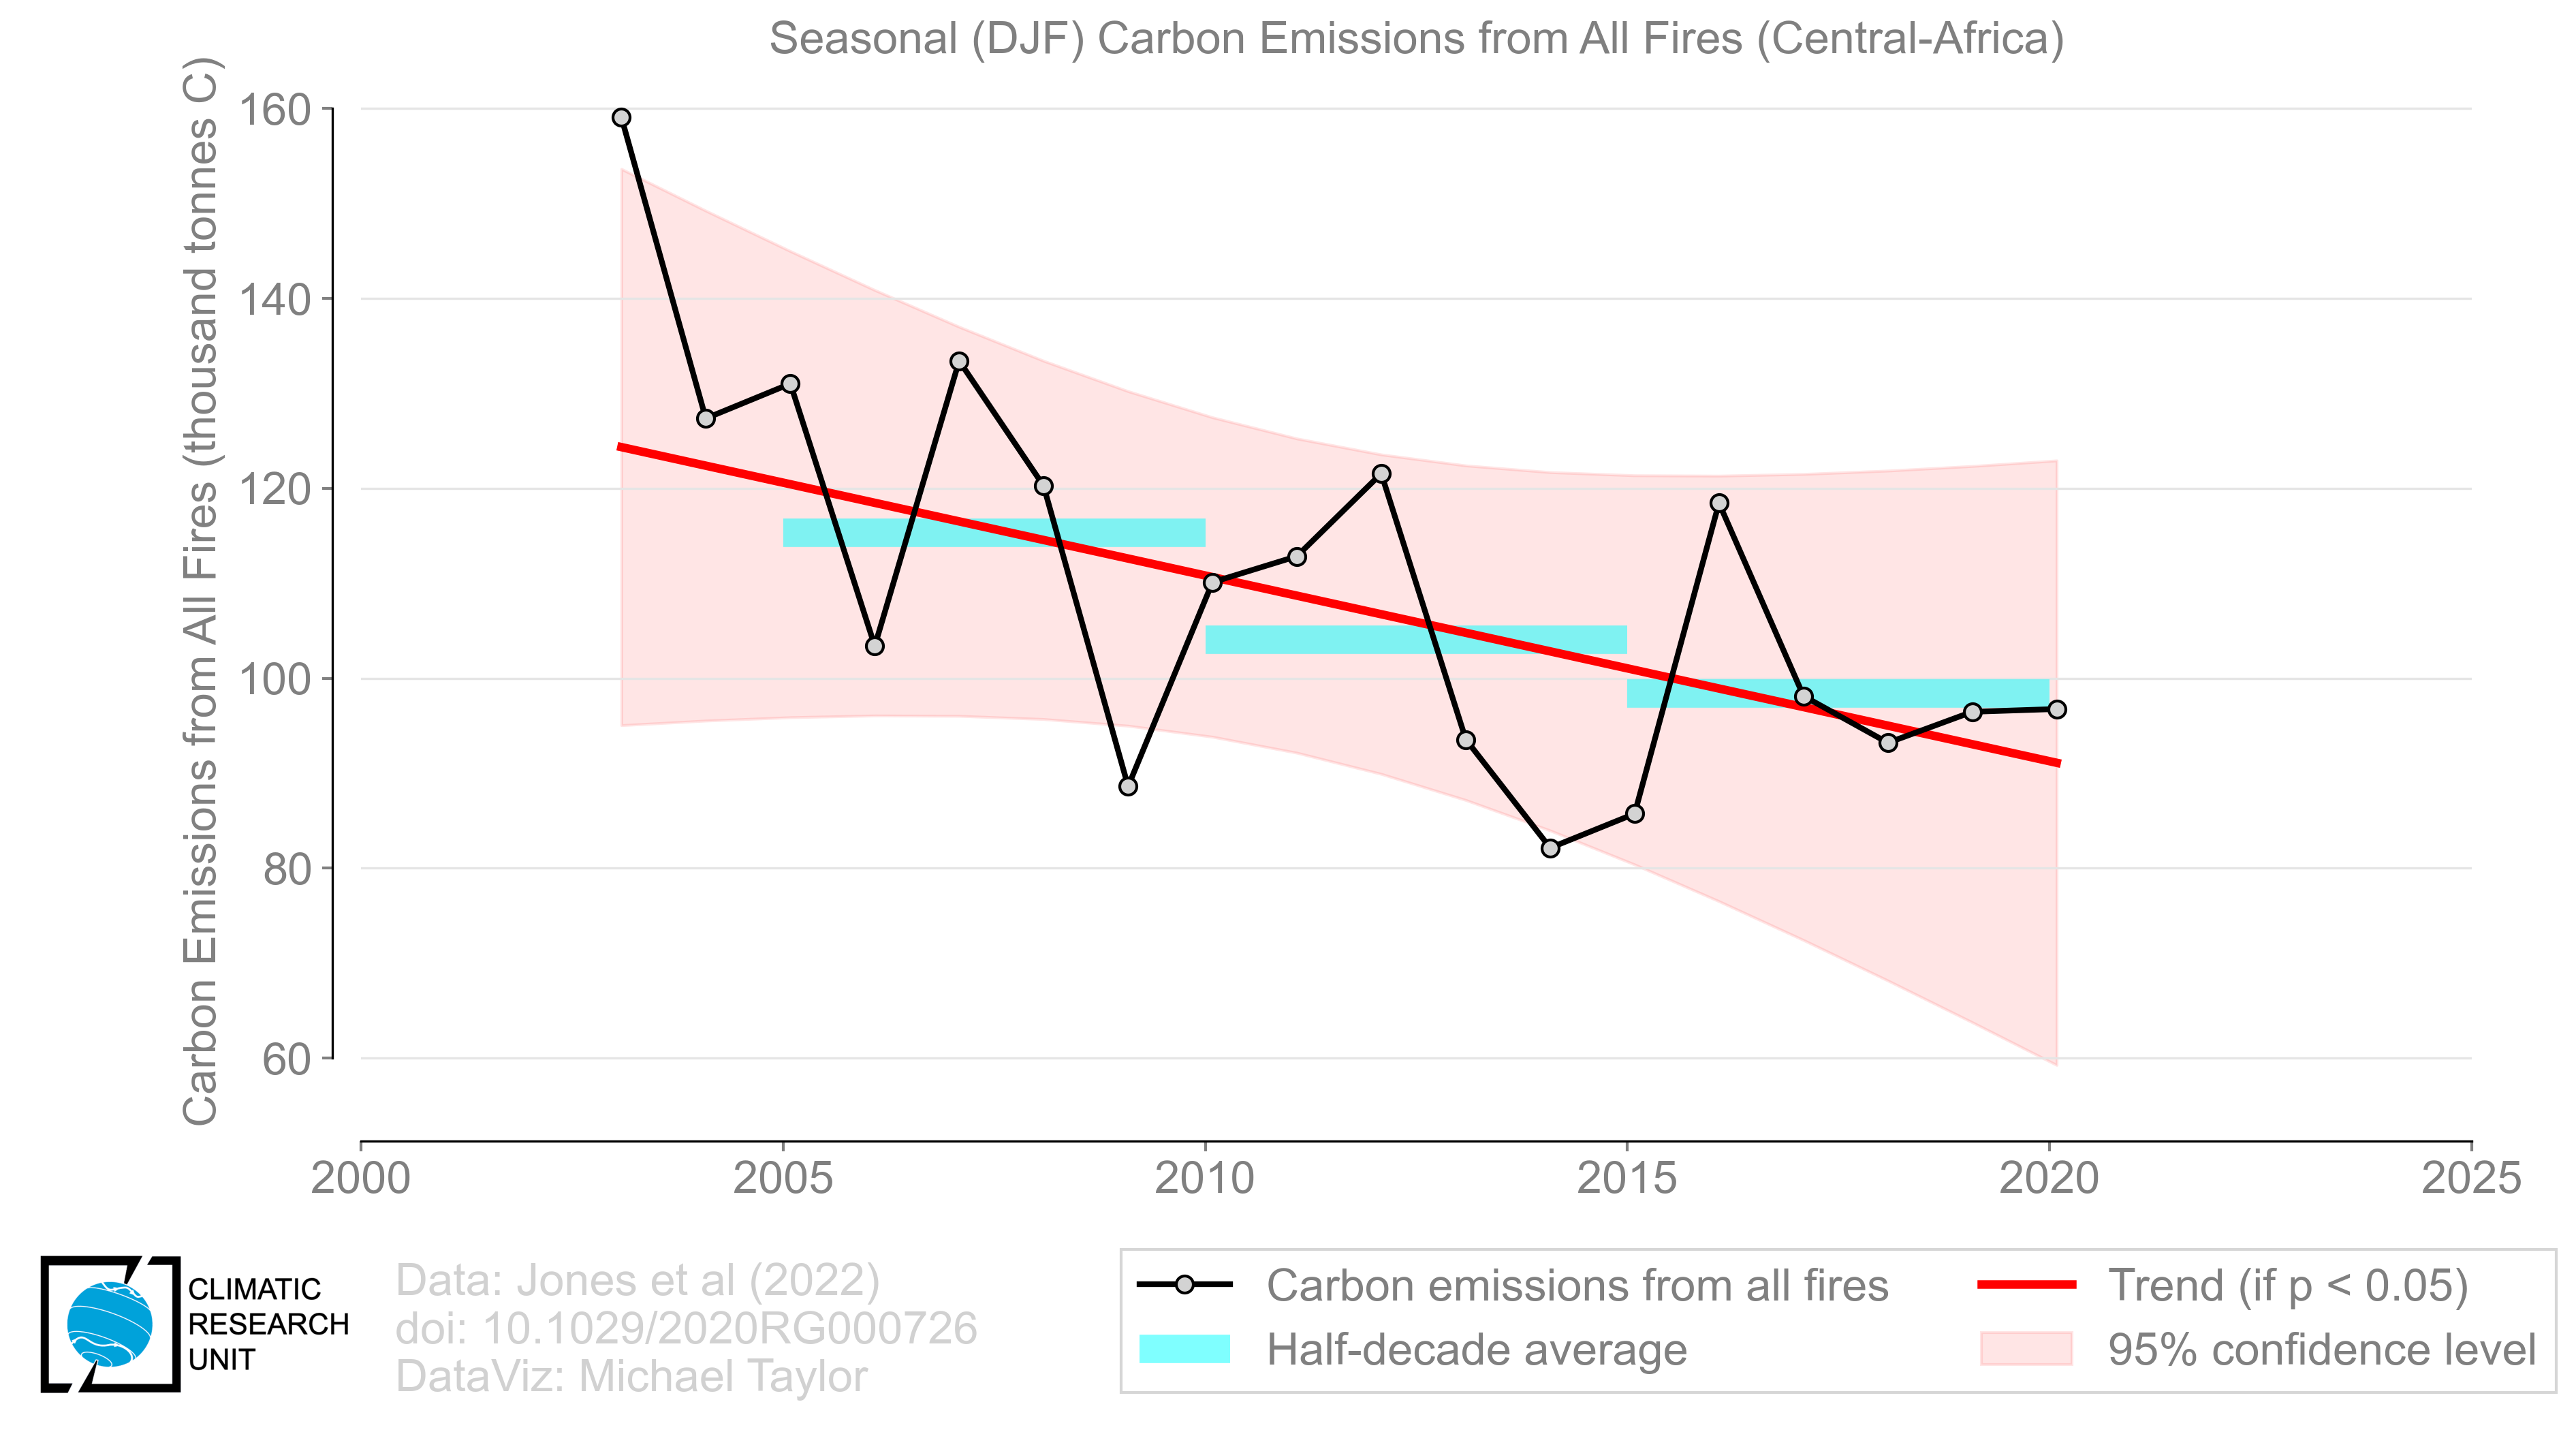 Seasonal (DJF) Carbon Emissions from All Fires (Central-Africa)
Carbon Emissions from All Fires (thousand tonnes C)
160
140
120
100
80
60
2000
2005
2010
2015
2020
2025
CLIMATIC
RESEARCH
UNIT
Data: Jones et al (2022)
doi: 10.1029/2020RG000726
DataViz: Michael Taylor
Carbon emissions from all fires
Half-decade average
Trend (if p < 0.05)
95% confidence level